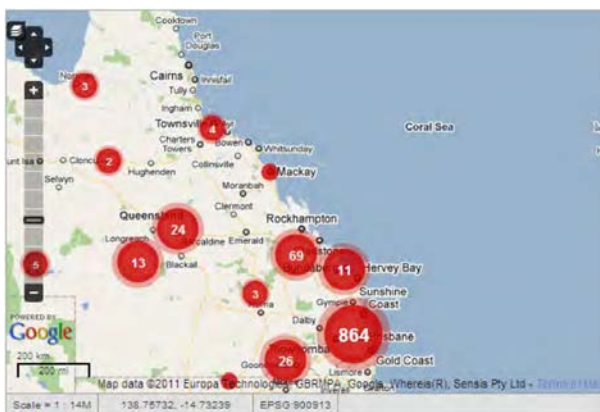 Cooktown
Port
Douglas
Cairns
Innisfail
Tully
3
Ingham
Townsville
4
Coral Sea
Charters
Towers
Bowen
Whitsunday
2
Collinsville
Hughenden
Mackay
Selwyn
Moranbah
Clermont
Queensland
24
Rockhampton
Longreach
Emerald
69
13
Blackall
11
Hervey Bay
5
Sunshine
Coast
3
Gympie
Dalby
864
POWERED BY
Google
26
Gold Coast
200 km
200 mi
Lismore
Map data ©2011 Europa Technologies, GBRMPA, Google, Whereis(R), Sensis Pty Ltd -
Scale = 1 : 14M
138.75732, -14.73239
EPSG:900913